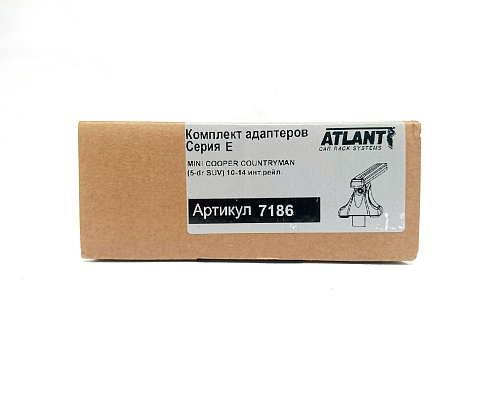 Комплект адаптеров
Серия E
ATLANT
CAR RACK SYSTEMS
MINI COOPER COUNTRYMAN
(5-dr SUV) 10-14 инт.рейл
Артикул 7186